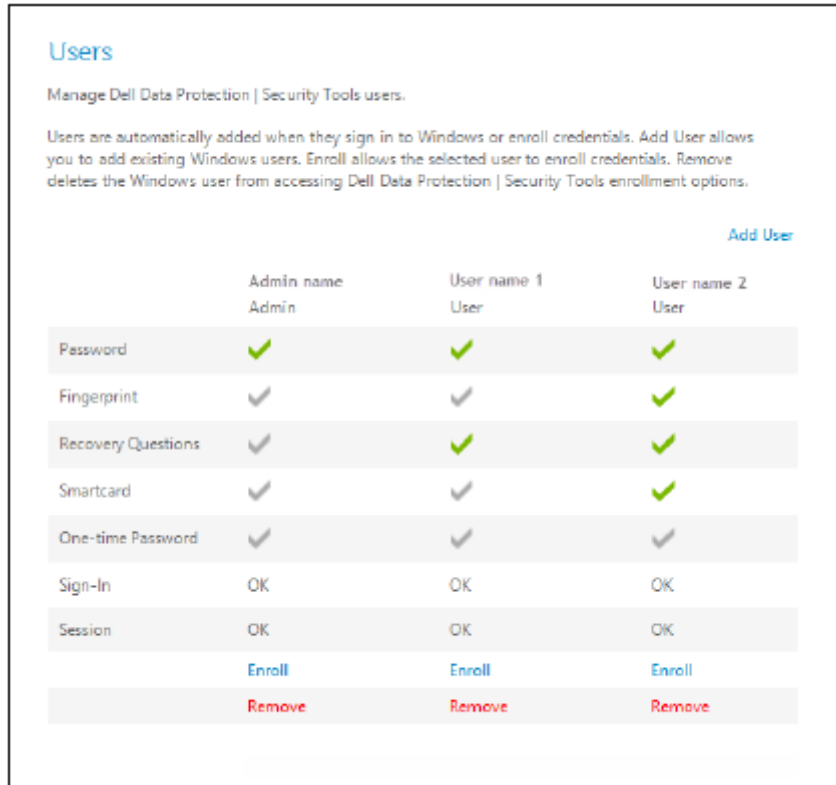 Users
Manage Dell Data Protection | Security Tools users.
Users are automatically added when they sign in to Windows or enroll credentials. Add User allows
you to add existing Windows users. Enroll allows the selected user to enroll credentials. Remove
deletes the Windows user from accessing Dell Data Protection | Security Tools enrollment options.
Add User
Admin name User name 1 User name 2
Admin User User
Password
Fingerprint
Recovery Questions
Smartcard
One-time Password
Sign-In OK OK OK
Session OK OK OK
Enroll Enroll Enroll
Remove Remove Remove